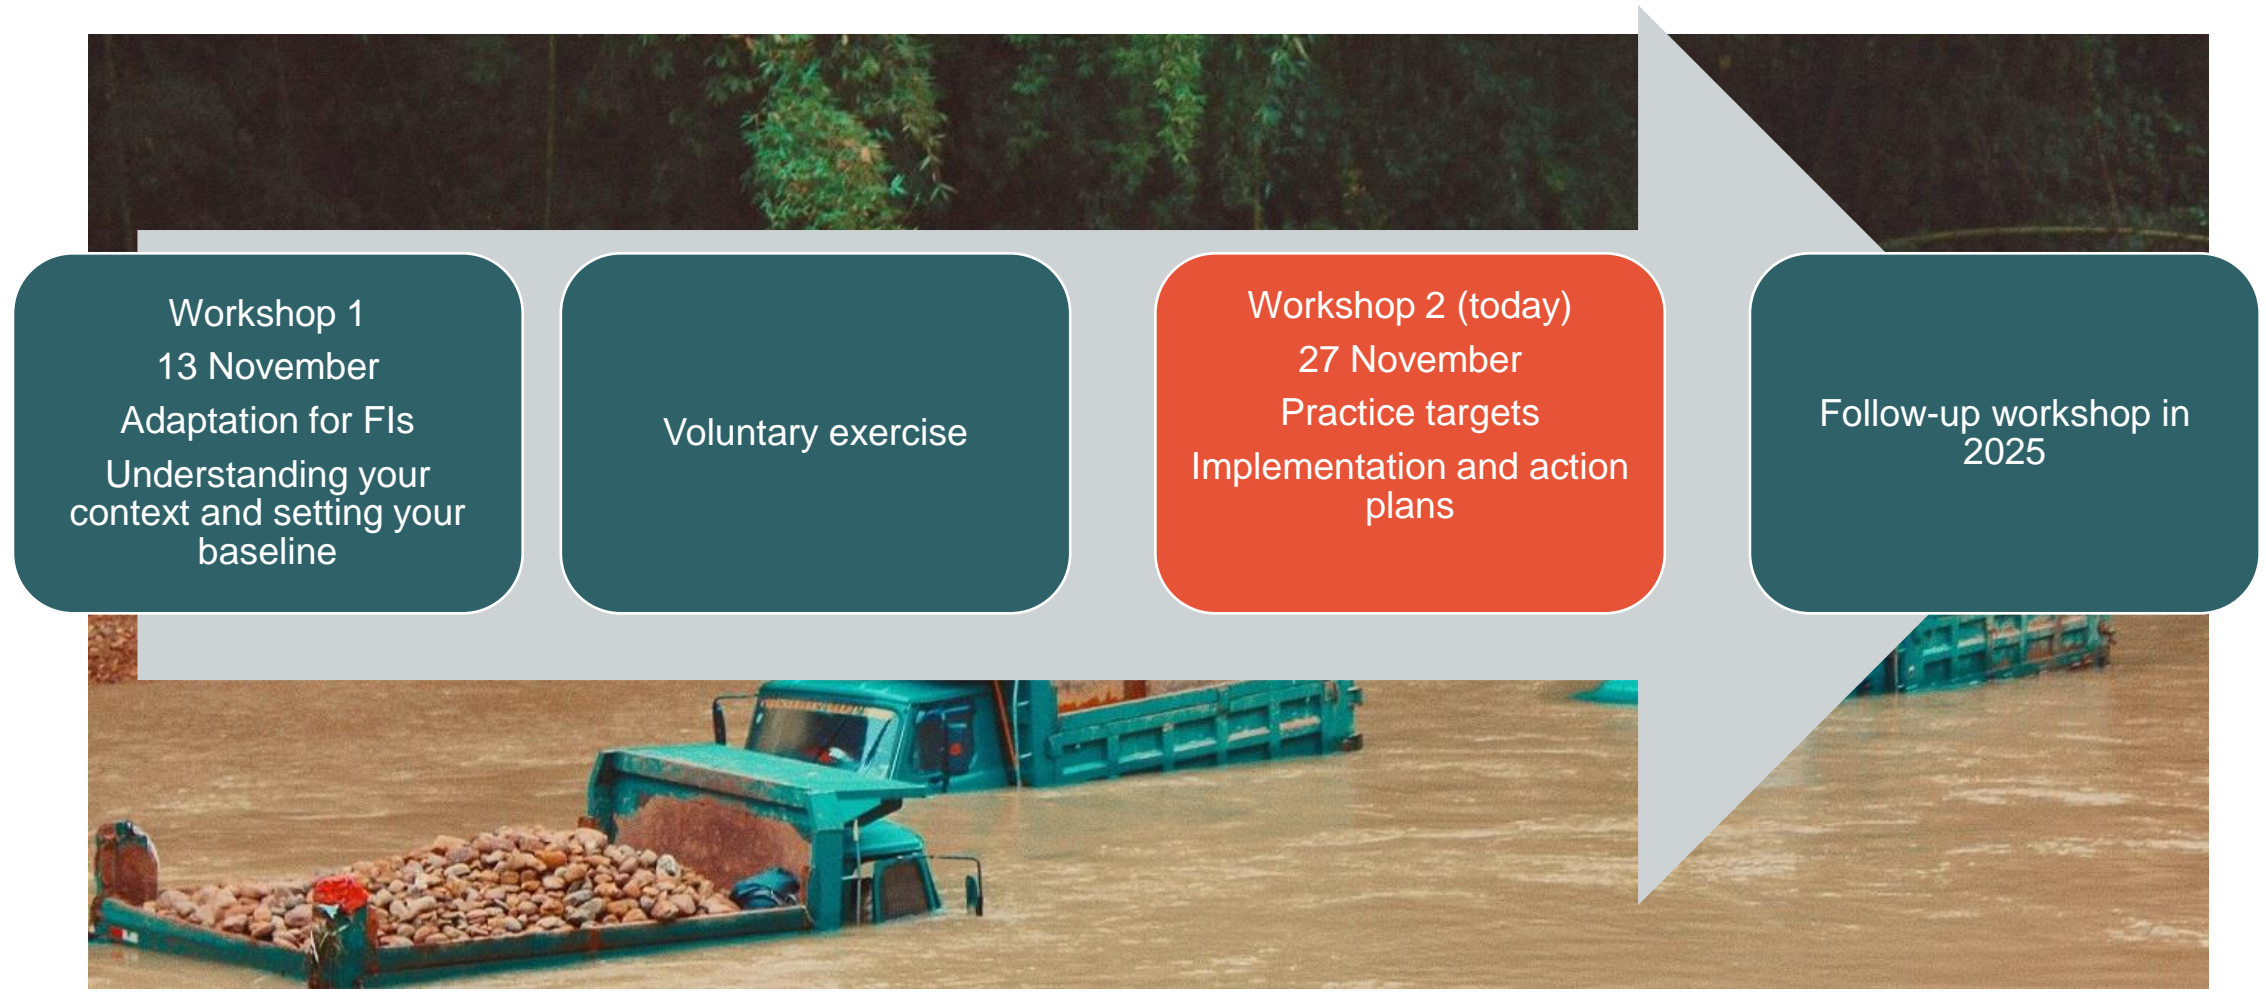 Workshop 1
13 November
Adaptation for FIs
Understanding your
context and setting your
baseline
Voluntary exercise
Workshop 2 (today)
27 November
Practice targets
Implementation and action
plans
Follow-up workshop in
2025